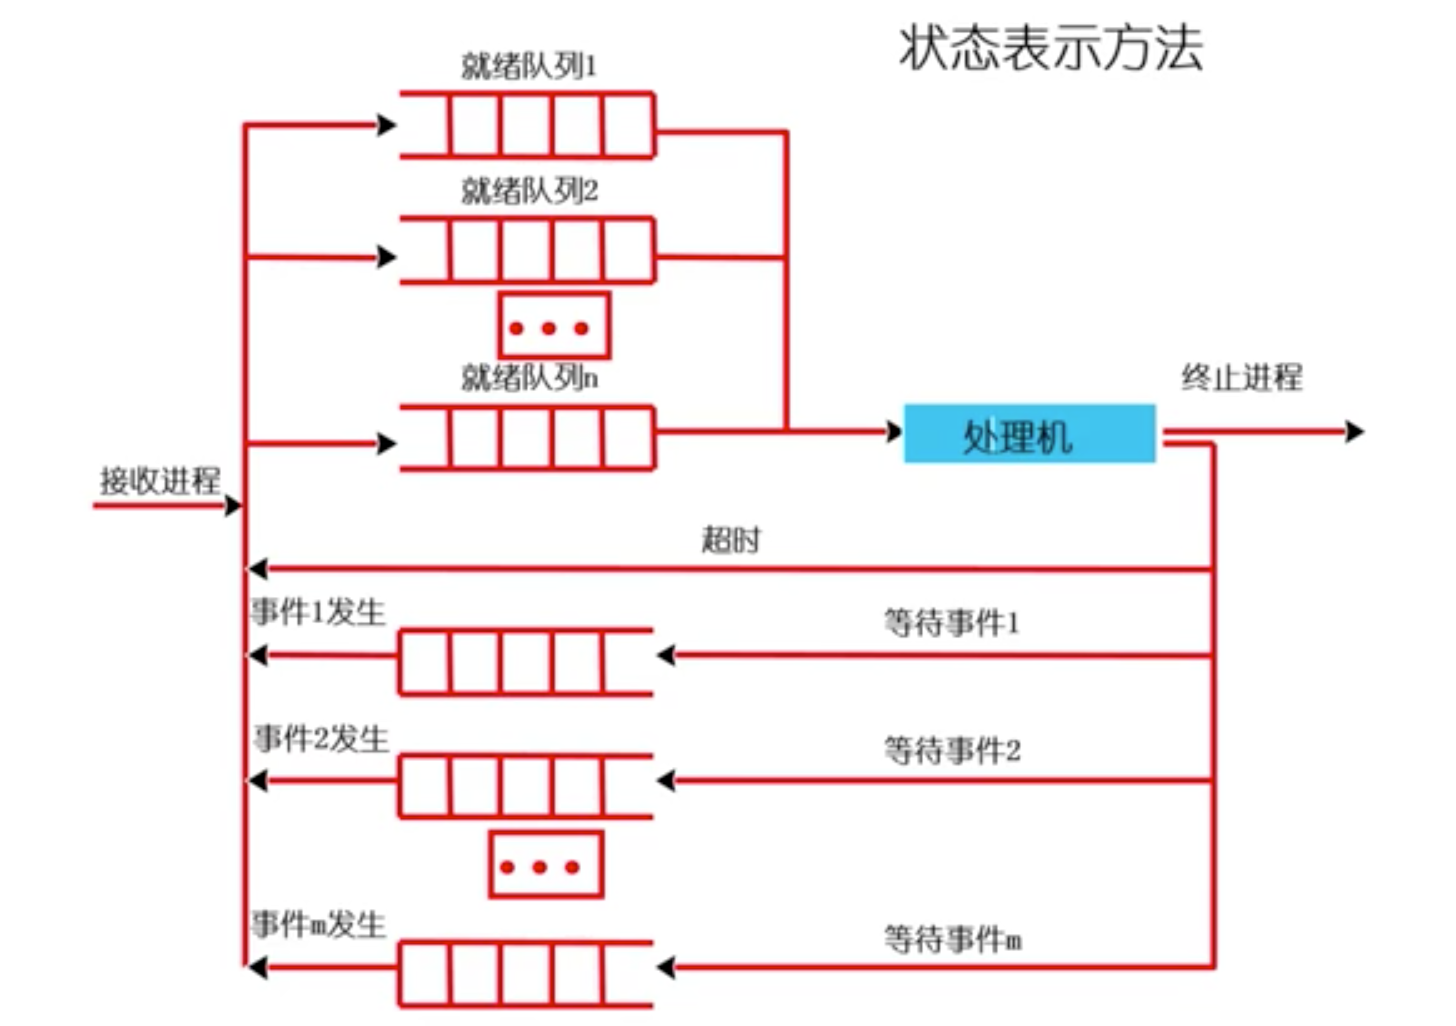 状态表示方法
就绪队列1
就绪队列2
就绪队列n
终止进程
处理机
接收进程
超时
事件1发生
等待事件1
事件2发生
等待事件2
事件m发生
等待事件m